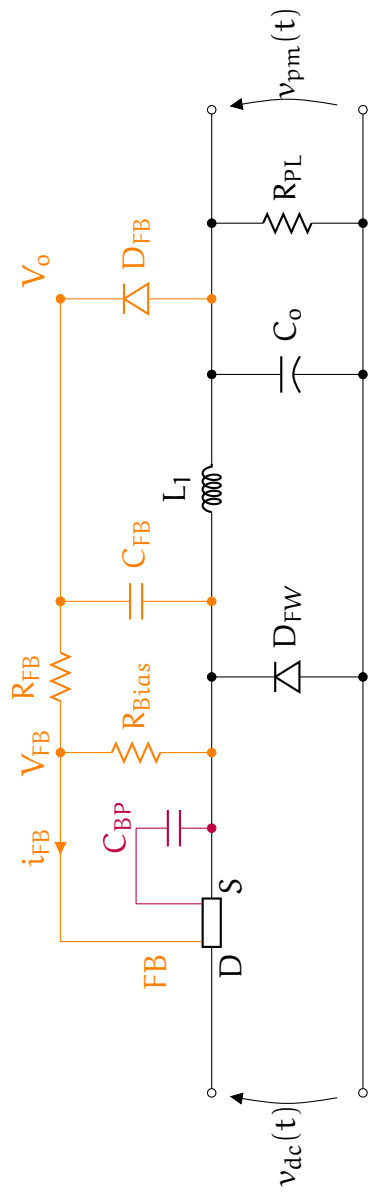 V_o
D_FB
R_PL
v_pm(t)
C_o
L_1
C_FB
R_FB
R_Bias
D_FW
V_FB
i_FB
C_BP
FB
D
S
v_dc(t)